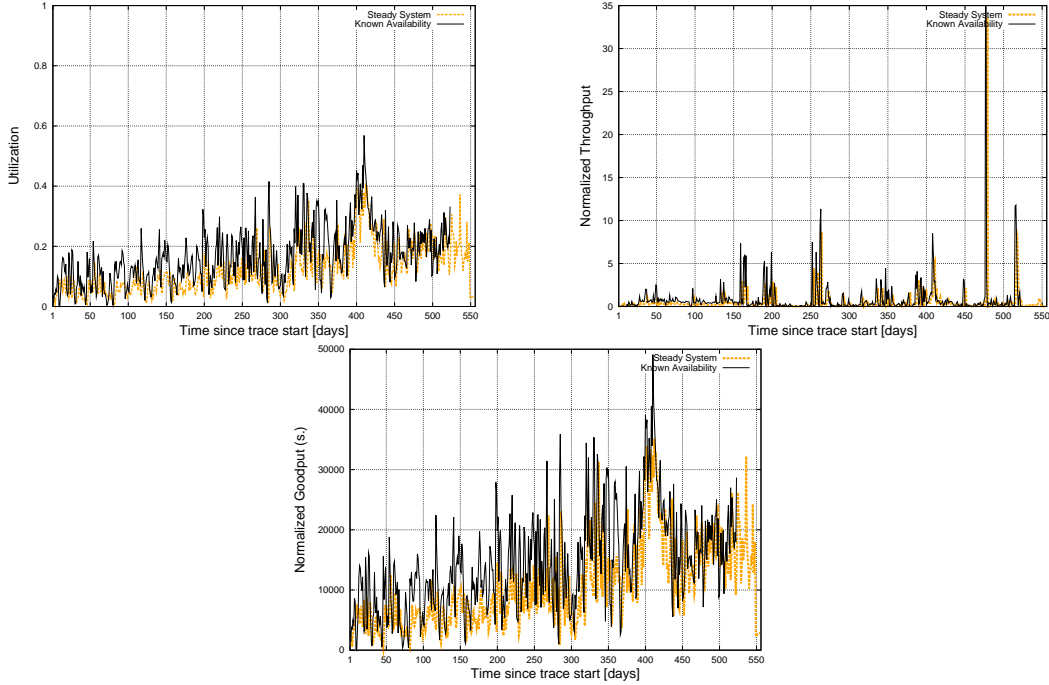 Steady System
Known Availability
Utilization
1
0.8
0.6
0.4
0.2
0
1 50 100 150 200 250 300 350 400 450 500 550
Time since trace start [days]
Steady System
Known Availability
Normalized Throughput
35
30
25
20
15
10
5
0
1 50 100 150 200 250 300 350 400 450 500 550
Time since trace start [days]
Steady System
Known Availability
Normalized Goodput (s.)
50000
40000
30000
20000
10000
0
1 50 100 150 200 250 300 350 400 450 500 550
Time since trace start [days]